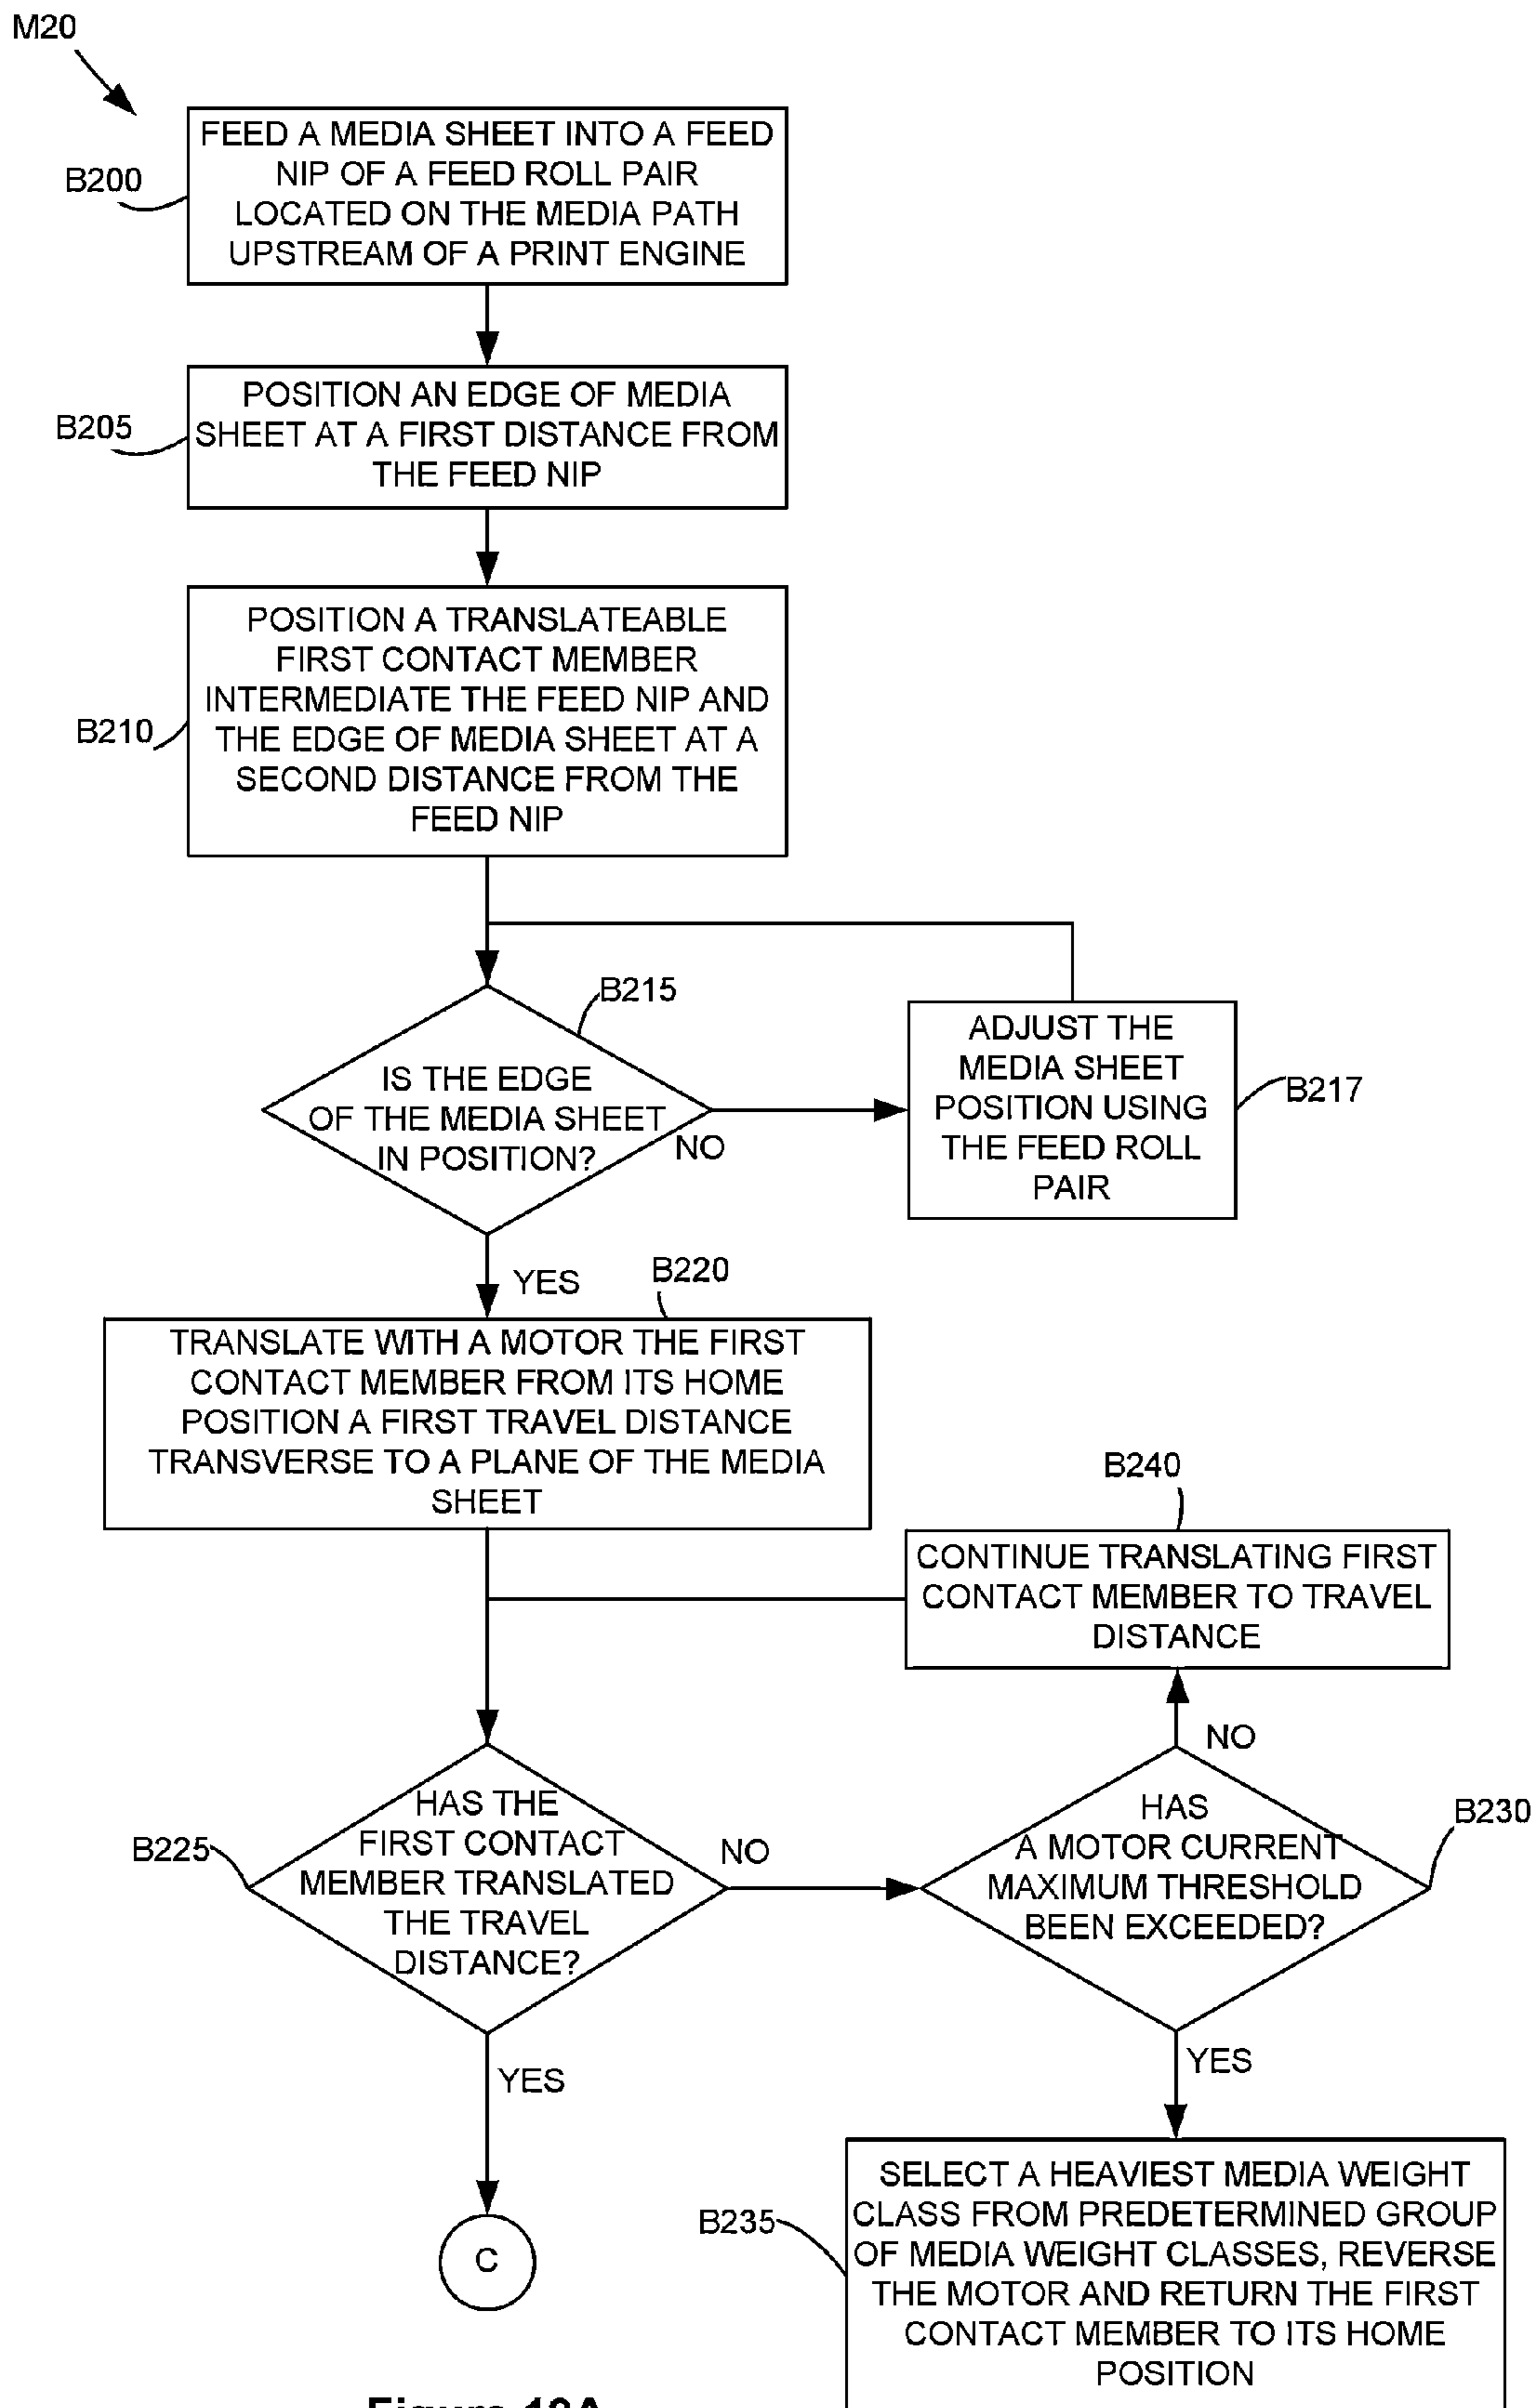 M20
FEED A MEDIA SHEET INTO A FEED
NIP OF A FEED ROLL PAIR
LOCATED ON THE MEDIA PATH
UPSTREAM OF A PRINT ENGINE
B200
POSITION AN EDGE OF MEDIA
SHEET AT A FIRST DISTANCE FROM
THE FEED NIP
B205
POSITION A TRANSLATEABLE
FIRST CONTACT MEMBER
INTERMEDIATE THE FEED NIP AND
THE EDGE OF MEDIA SHEET AT A
SECOND DISTANCE FROM THE
FEED NIP
B210
B215
IS THE EDGE
OF THE MEDIA SHEET
IN POSITION?
NO
ADJUST THE
MEDIA SHEET
POSITION USING
THE FEED ROLL
PAIR
B217
YES
B220
TRANSLATE WITH A MOTOR THE FIRST
CONTACT MEMBER FROM ITS HOME
POSITION A FIRST TRAVEL DISTANCE
TRANSVERSE TO A PLANE OF THE MEDIA
SHEET
B240
CONTINUE TRANSLATING FIRST
CONTACT MEMBER TO TRAVEL
DISTANCE
NO
B225
HAS THE
FIRST CONTACT
MEMBER TRANSLATED
THE TRAVEL
DISTANCE?
NO
HAS
A MOTOR CURRENT
MAXIMUM THRESHOLD
BEEN EXCEEDED?
B230
YES
YES
C
B235
SELECT A HEAVIEST MEDIA WEIGHT
CLASS FROM PREDETERMINED GROUP
OF MEDIA WEIGHT CLASSES, REVERSE
THE MOTOR AND RETURN THE FIRST
CONTACT MEMBER TO ITS HOME
POSITION